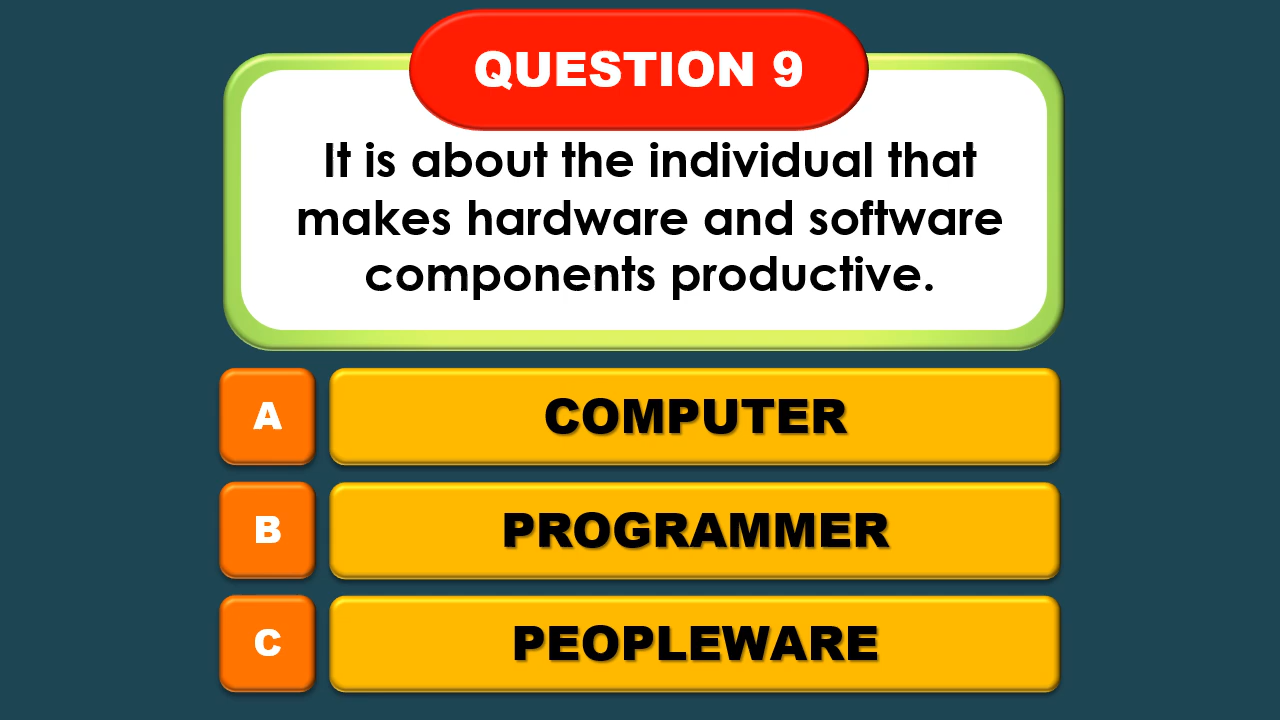 QUESTION 9
It is about the individual that
makes hardware and software
components productive.
A
COMPUTER
B
PROGRAMMER
C
PEOPLEWARE